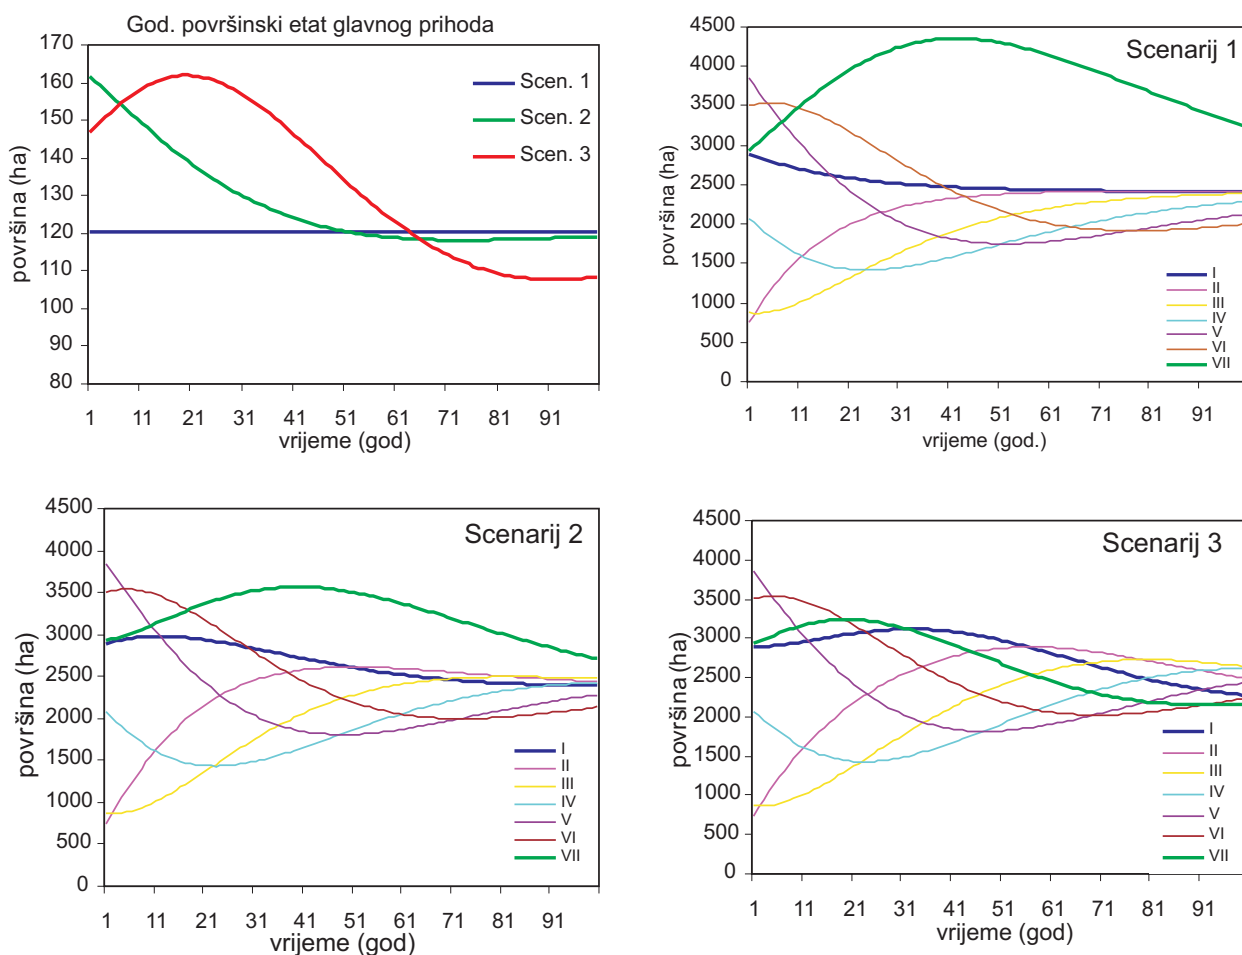 God. površinski etat glavnog prihoda
170
160
150
140
130
120
110
100
90
80
površina (ha)
Scen. 1
Scen. 2
Scen. 3
1 11 21 31 41 51 61 71 81 91
vrijeme (god)
Scenarij 1
4500
4000
3500
3000
2500
2000
1500
1000
500
0
površina (ha)
I
II
III
IV
V
VI
VII
1 11 21 31 41 51 61 71 81 91
vrijeme (god.)
Scenarij 2
4500
4000
3500
3000
2500
2000
1500
1000
500
0
površina (ha)
I
II
III
IV
V
VI
VII
1 11 21 31 41 51 61 71 81 91
vrijeme (god)
Scenarij 3
4500
4000
3500
3000
2500
2000
1500
1000
500
0
površina (ha)
I
II
III
IV
V
VI
VII
1 11 21 31 41 51 61 71 81 91
vrijeme (god)